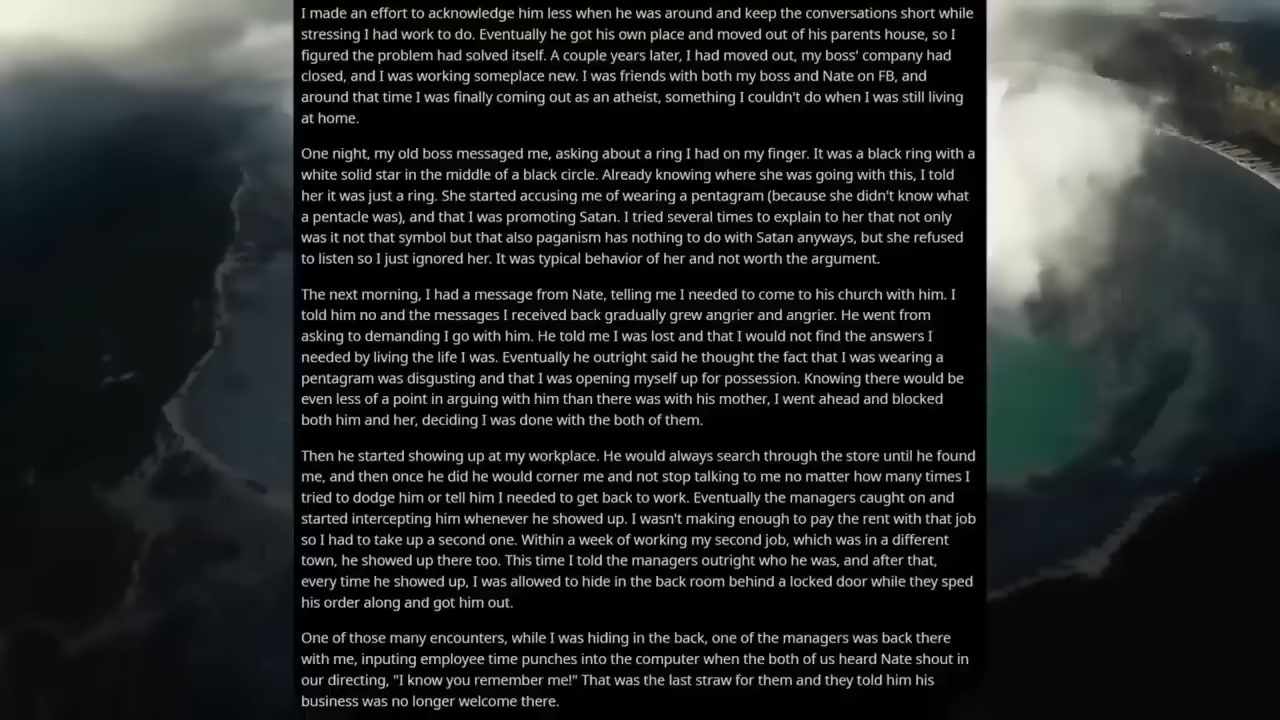 I made an effort to acknowledge him less when he was around and keep the conversations short while
stressing I had work to do. Eventually he got his own place and moved out of his parents house, so I
figured the problem had solved itself. A couple years later, I had moved out, my boss' company had
closed, and I was working someplace new. I was friends with both my boss and Nate on FB, and
around that time I was finally coming out as an atheist, something I couldn't do when I was still living
at home.
One night, my old boss messaged me, asking about a ring I had on my finger. It was a black ring with a
white solid star in the middle of a black circle. Already knowing where she was going with this, I told
her it was just a ring. She started accusing me of wearing a pentagram (because she didn't know what
a pentacle was), and that I was promoting Satan. I tried several times to explain to her that not only
was it not that symbol but that also paganism has nothing to do with Satan anyways, but she refused
to listen so I just ignored her. It was typical behavior of her and not worth the argument.
The next morning, I had a message from Nate, telling me I needed to come to his church with him. I
told him no and the messages I received back gradually grew angrier and angrier. He went from
asking to demanding I go with him. He told me I was lost and that I would not find the answers I
needed by living the life I was. Eventually he outright said he thought the fact that I was wearing a
pentagram was disgusting and that I was opening myself up for possession. Knowing there would be
even less of a point in arguing with him than there was with his mother, I went ahead and blocked
both him and her, deciding I was done with the both of them.
Then he started showing up at my workplace. He would always search through the store until he found
me, and then once he did he would corner me and not stop talking to me no matter how many times I
tried to dodge him or tell him I needed to get back to work. Eventually the managers caught on and
started intercepting him whenever he showed up. I wasn't making enough to pay the rent with that job
so I had to take up a second one. Within a week of working my second job, which was in a different
town, he showed up there too. This time I told the managers outright who he was, and after that,
every time he showed up, I was allowed to hide in the back room behind a locked door while they sped
his order along and got him out.
One of those many encounters, while I was hiding in the back, one of the managers was back there
with me, inputing employee time punches into the computer when the both of us heard Nate shout in
our directing, "I know you remember me!" That was the last straw for them and they told him his
business was no longer welcome there.